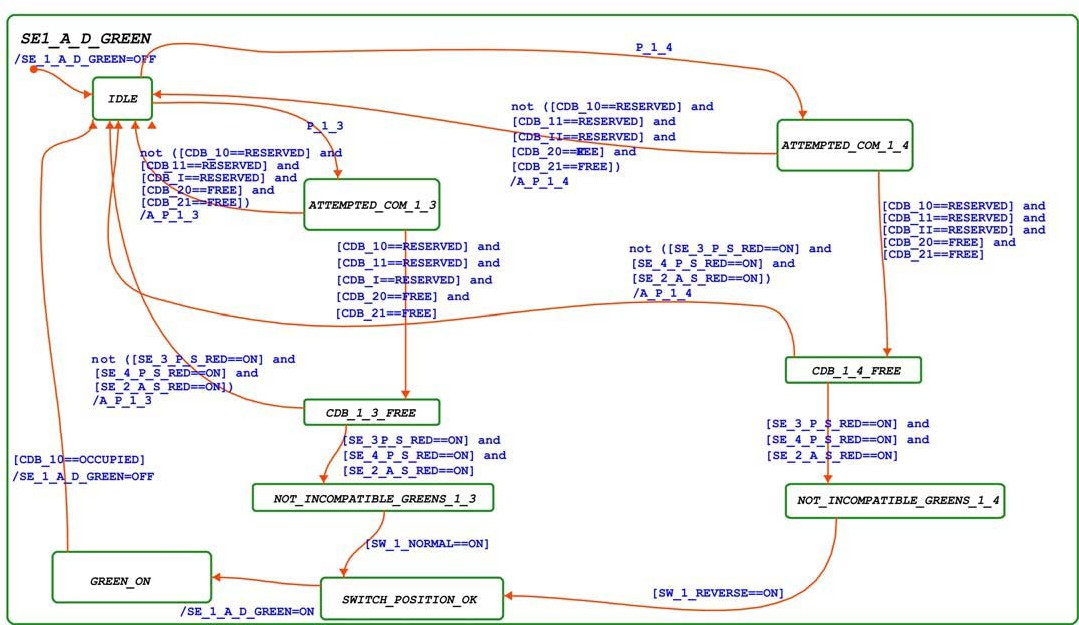 SE1_A_D_GREEN
/SE_1_A_D_GREEN=OFF
P_1_4
IDLE
not ([CDB_10==RESERVED] and
[CDB_11==RESERVED] and
[CDB_II==RESERVED] and
[CDB_20== EE] and
[CDB_21==FREE])
/A_P_1_4
ATTEMPTED_COM_1_4
P_1_3
not ([CDB_10==RESERVED] and
[CDB11==RESERVED] and
[CDB_I==RESERVED] and
[CDB_20==FREE] and
[CDB_21==FREE])
/A_P_1_3
ATTEMPTED_COM_1_3
[CDB_10==RESERVED] and
[CDB_11==RESERVED] and
[CDB_II==RESERVED] and
[CDB_20==FREE] and
[CDB_21==FREE]
[CDB_10==RESERVED] and
[CDB_11==RESERVED] and
[CDB_I==RESERVED] and
[CDB_20==FREE] and
[CDB_21==FREE]
not ([SE_3_P_S_RED==ON] and
[SE_4_P_S_RED==ON] and
[SE_2_A_S_RED==ON])
/A_P_1_4
not ([SE_3_P_S_RED==ON] and
[SE_4_P_S_RED==ON] and
[SE_2_A_S_RED==ON])
/A_P_1_3
CDB_1_4_FREE
CDB_1_3_FREE
[SE_3P_S_RED==ON] and
[SE_4_P_S_RED==ON] and
[SE_2_A_S_RED==ON]
[SE_3_P_S_RED==ON] and
[SE_4_P_S_RED==ON] and
[SE_2_A_S_RED==ON]
[CDB_10==OCCUPIED]
/SE_1_A_D_GREEN=OFF
NOT_INCOMPATIBLE_GREENS_1_3
NOT_INCOMPATIBLE_GREENS_1_4
[SW_1_NORMAL==ON]
GREEN_ON
SWITCH_POSITION_OK
[SW_1_REVERSE==ON]
/SE_1_A_D_GREEN=ON